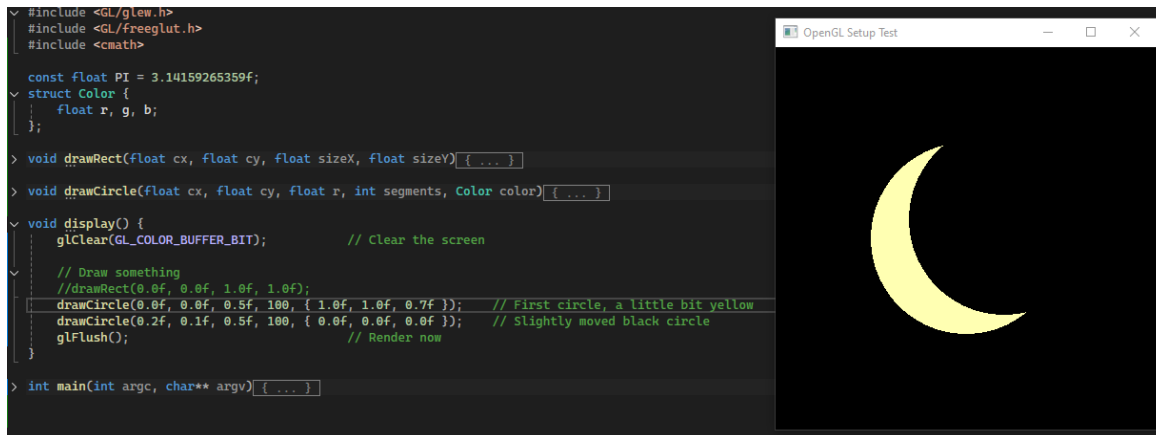 #include <GL/glew.h>
#include <GL/freeglut.h>
#include <cmath>
const float PI = 3.14159265359f;
struct Color {
float r, g, b;
};
void drawRect(float cx, float cy, float sizeX, float sizeY){ ... }
void drawCircle(float cx, float cy, float r, int segments, Color color){ ... }
void display() {
glClear(GL_COLOR_BUFFER_BIT); // Clear the screen
// Draw something
//drawRect(0.0f, 0.0f, 1.0f, 1.0f);
drawCircle(0.0f, 0.0f, 0.5f, 100, { 1.0f, 1.0f, 0.7f }); // First circle, a little bit yellow
drawCircle(0.2f, 0.1f, 0.5f, 100, { 0.0f, 0.0f, 0.0f }); // Slightly moved black circle
glFlush(); // Render now
}
int main(int argc, char** argv){ ... }
OpenGL Setup Test